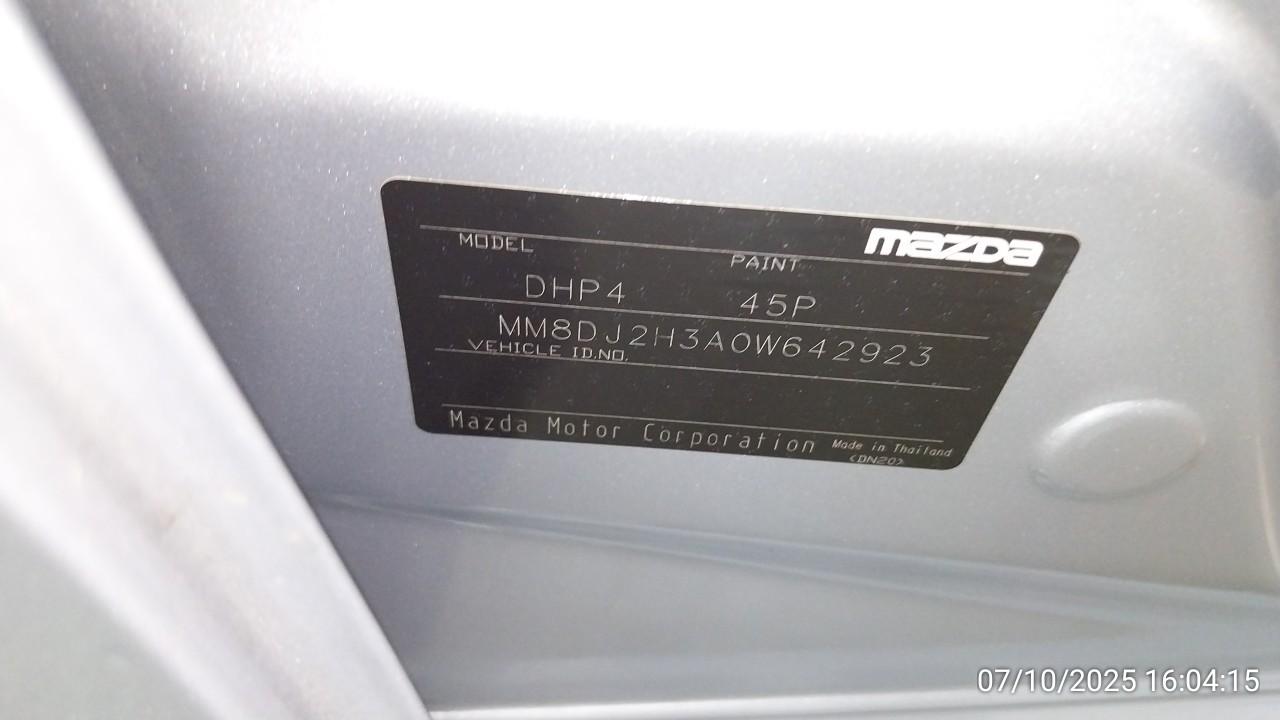 mazda
MODEL PAINT
DHP4 45P
MM8DJ2H3A0W642923
VEHICLE ID.NO.
Mazda Motor Corporation Made in Thailand
(DN20)
07/10/2025 16:04:15